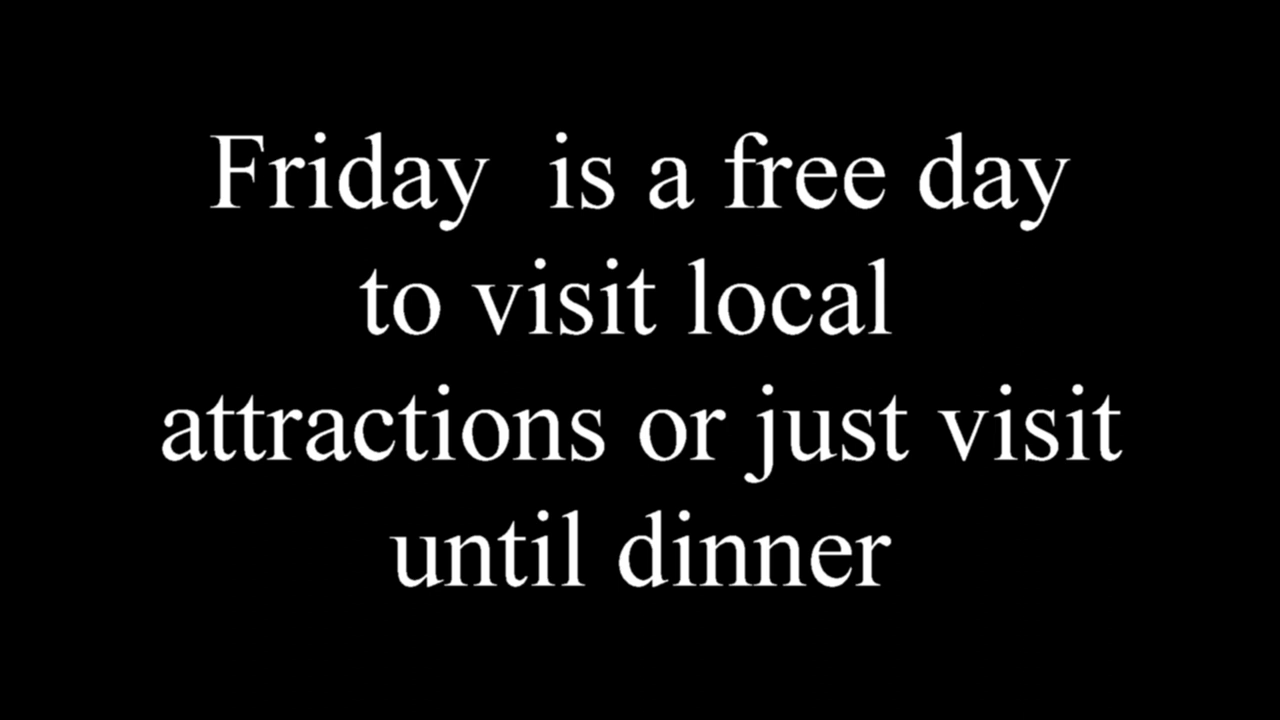 Friday  is a free day
to visit local
attractions or just visit
until dinner